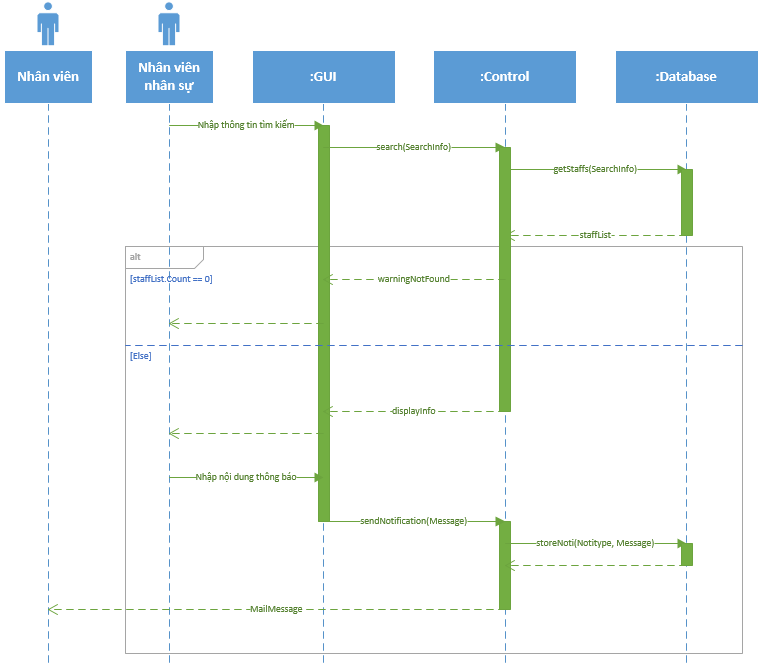 Nhân viên
Nhân viên
nhân sự
:GUI
:Control
:Database
Nhập thông tin tìm kiếm
search(SearchInfo)
getStaffs(SearchInfo)
staffList
alt
[staffList.Count == 0]
warningNotFound
[Else]
displayInfo
Nhập nội dung thông báo
sendNotification(Message)
storeNoti(Notitype, Message)
MailMessage